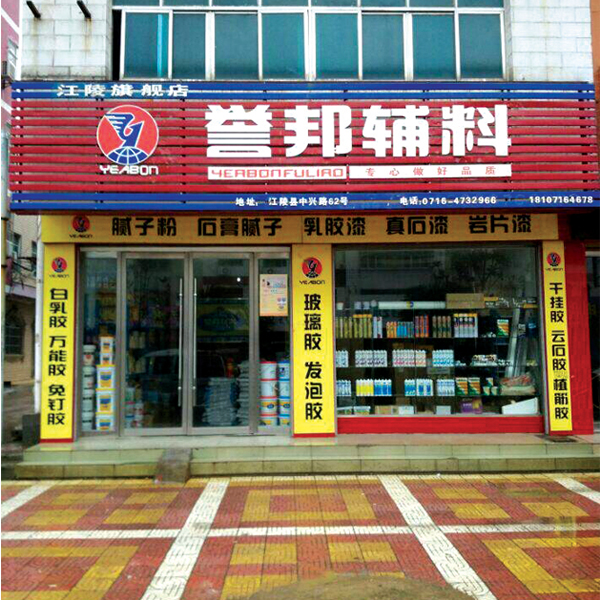 江陵旗舰店
YEABON
誉邦辅料
YEABONFULIAO
专心做好品质
地址：江陵县中兴路62号
电话:0716-4732966
18107164678
YEABON
腻子粉 石膏腻子 乳胶漆 真石漆 岩片漆
YEABON
白乳胶 万能胶 免钉胶
YEABON
玻璃胶 发泡胶
YEABON
干挂胶 云石胶 植筋胶